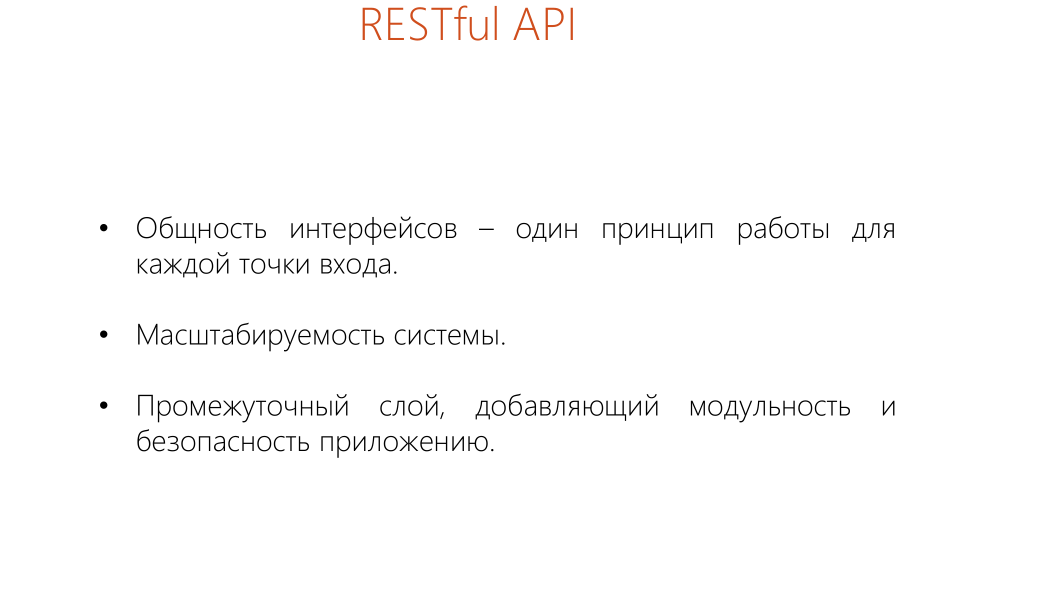 RESTful API
• Общность интерфейсов – один принцип работы для
каждой точки входа.
• Масштабируемость системы.
• Промежуточный слой, добавляющий модульность и
безопасность приложению.